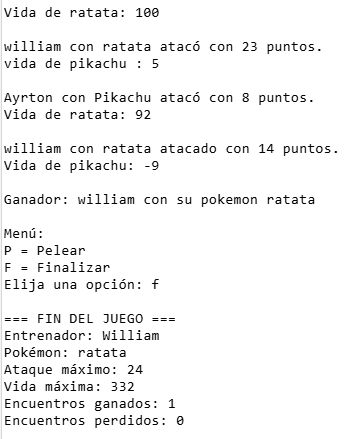 Vida de ratata: 100
william con ratata atacó con 23 puntos.
vida de pikachu : 5
Ayrton con Pikachu atacó con 8 puntos.
Vida de ratata: 92
william con ratata atacado con 14 puntos.
Vida de pikachu: -9
Ganador: william con su pokemon ratata
Menú:
P = Pelear
F = Finalizar
Elija una opción: f
=== FIN DEL JUEGO ===
Entrenador: William
Pokémon: ratata
Ataque máximo: 24
Vida máxima: 332
Encuentros ganados: 1
Encuentros perdidos: 0